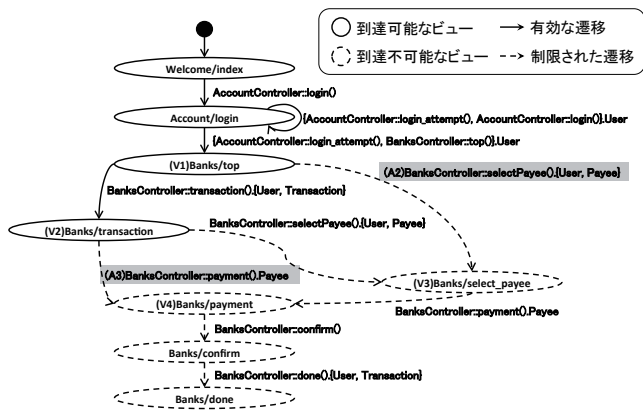 到達可能なビュー
有効な遷移
到達不可能なビュー
制限された遷移
Welcome/index
AccountController::login()
Account/login
{AccountController::login_attempt(), AccountController::login()}.User
{AccountController::login_attempt(), BanksController::top()}.User
(V1)Banks/top
(A2)BanksController::selectPayee().{User, Payee}
BanksController::transaction().{User, Transaction}
BanksController::selectPayee().{User, Payee}
(V2)Banks/transaction
(A3)BanksController::payment().Payee
(V3)Banks/select_payee
(V4)Banks/payment
BanksController::payment().Payee
BanksController::confirm()
Banks/confirm
BanksController::done().{User, Transaction}
Banks/done